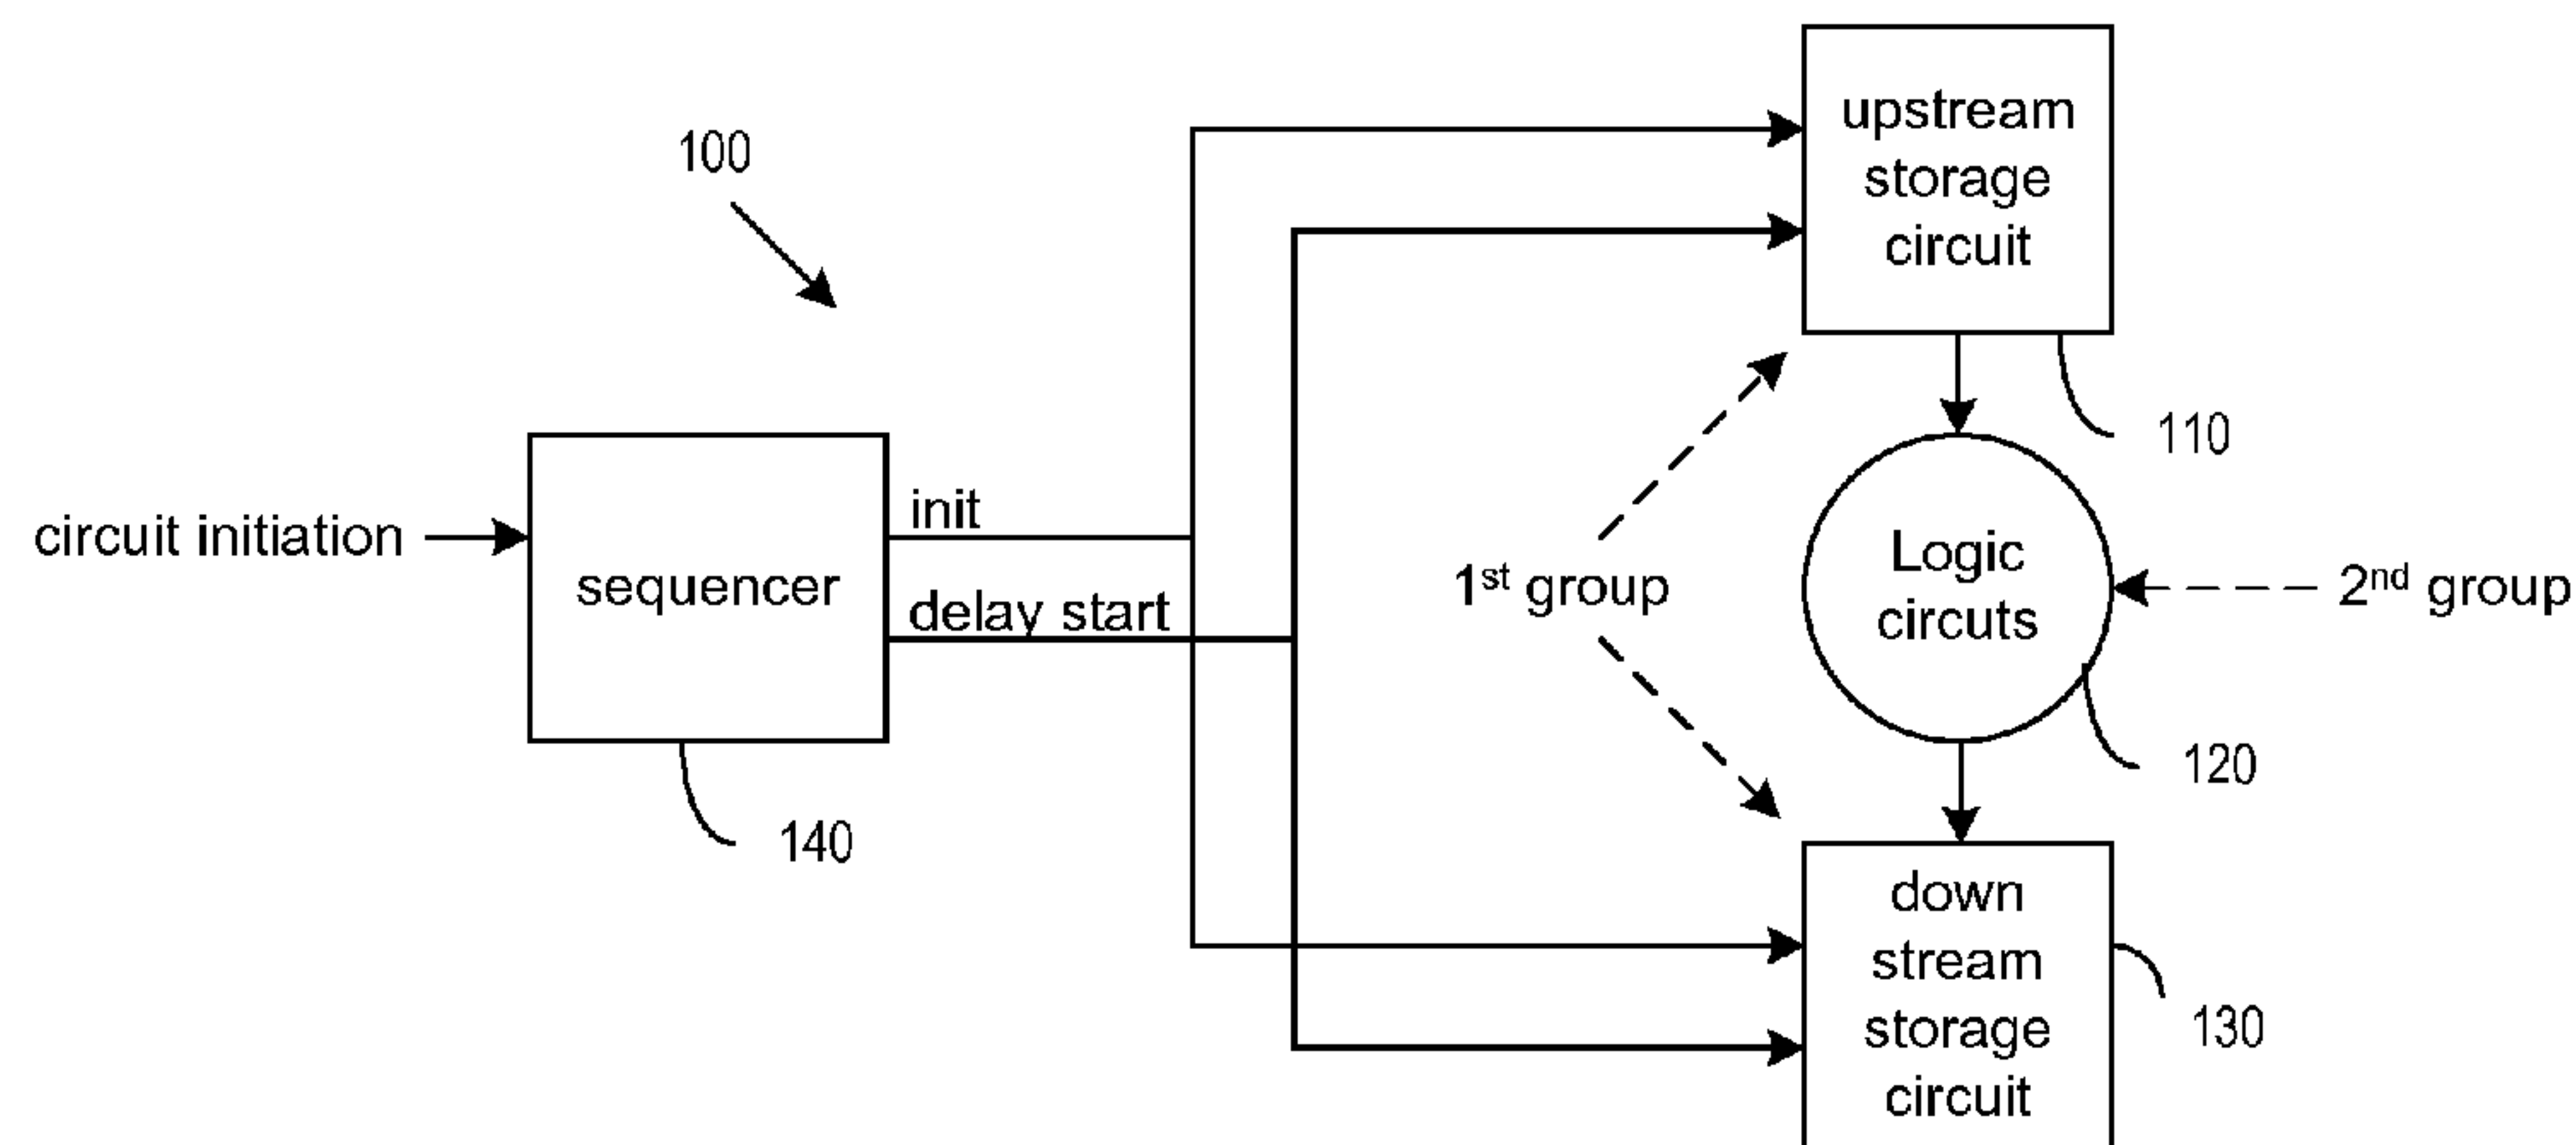 100
upstream
storage
circuit
110
circuit initiation
sequencer
init
delay start
140
1st group
Logic
circuts
2nd group
120
down
stream
storage
circuit
130